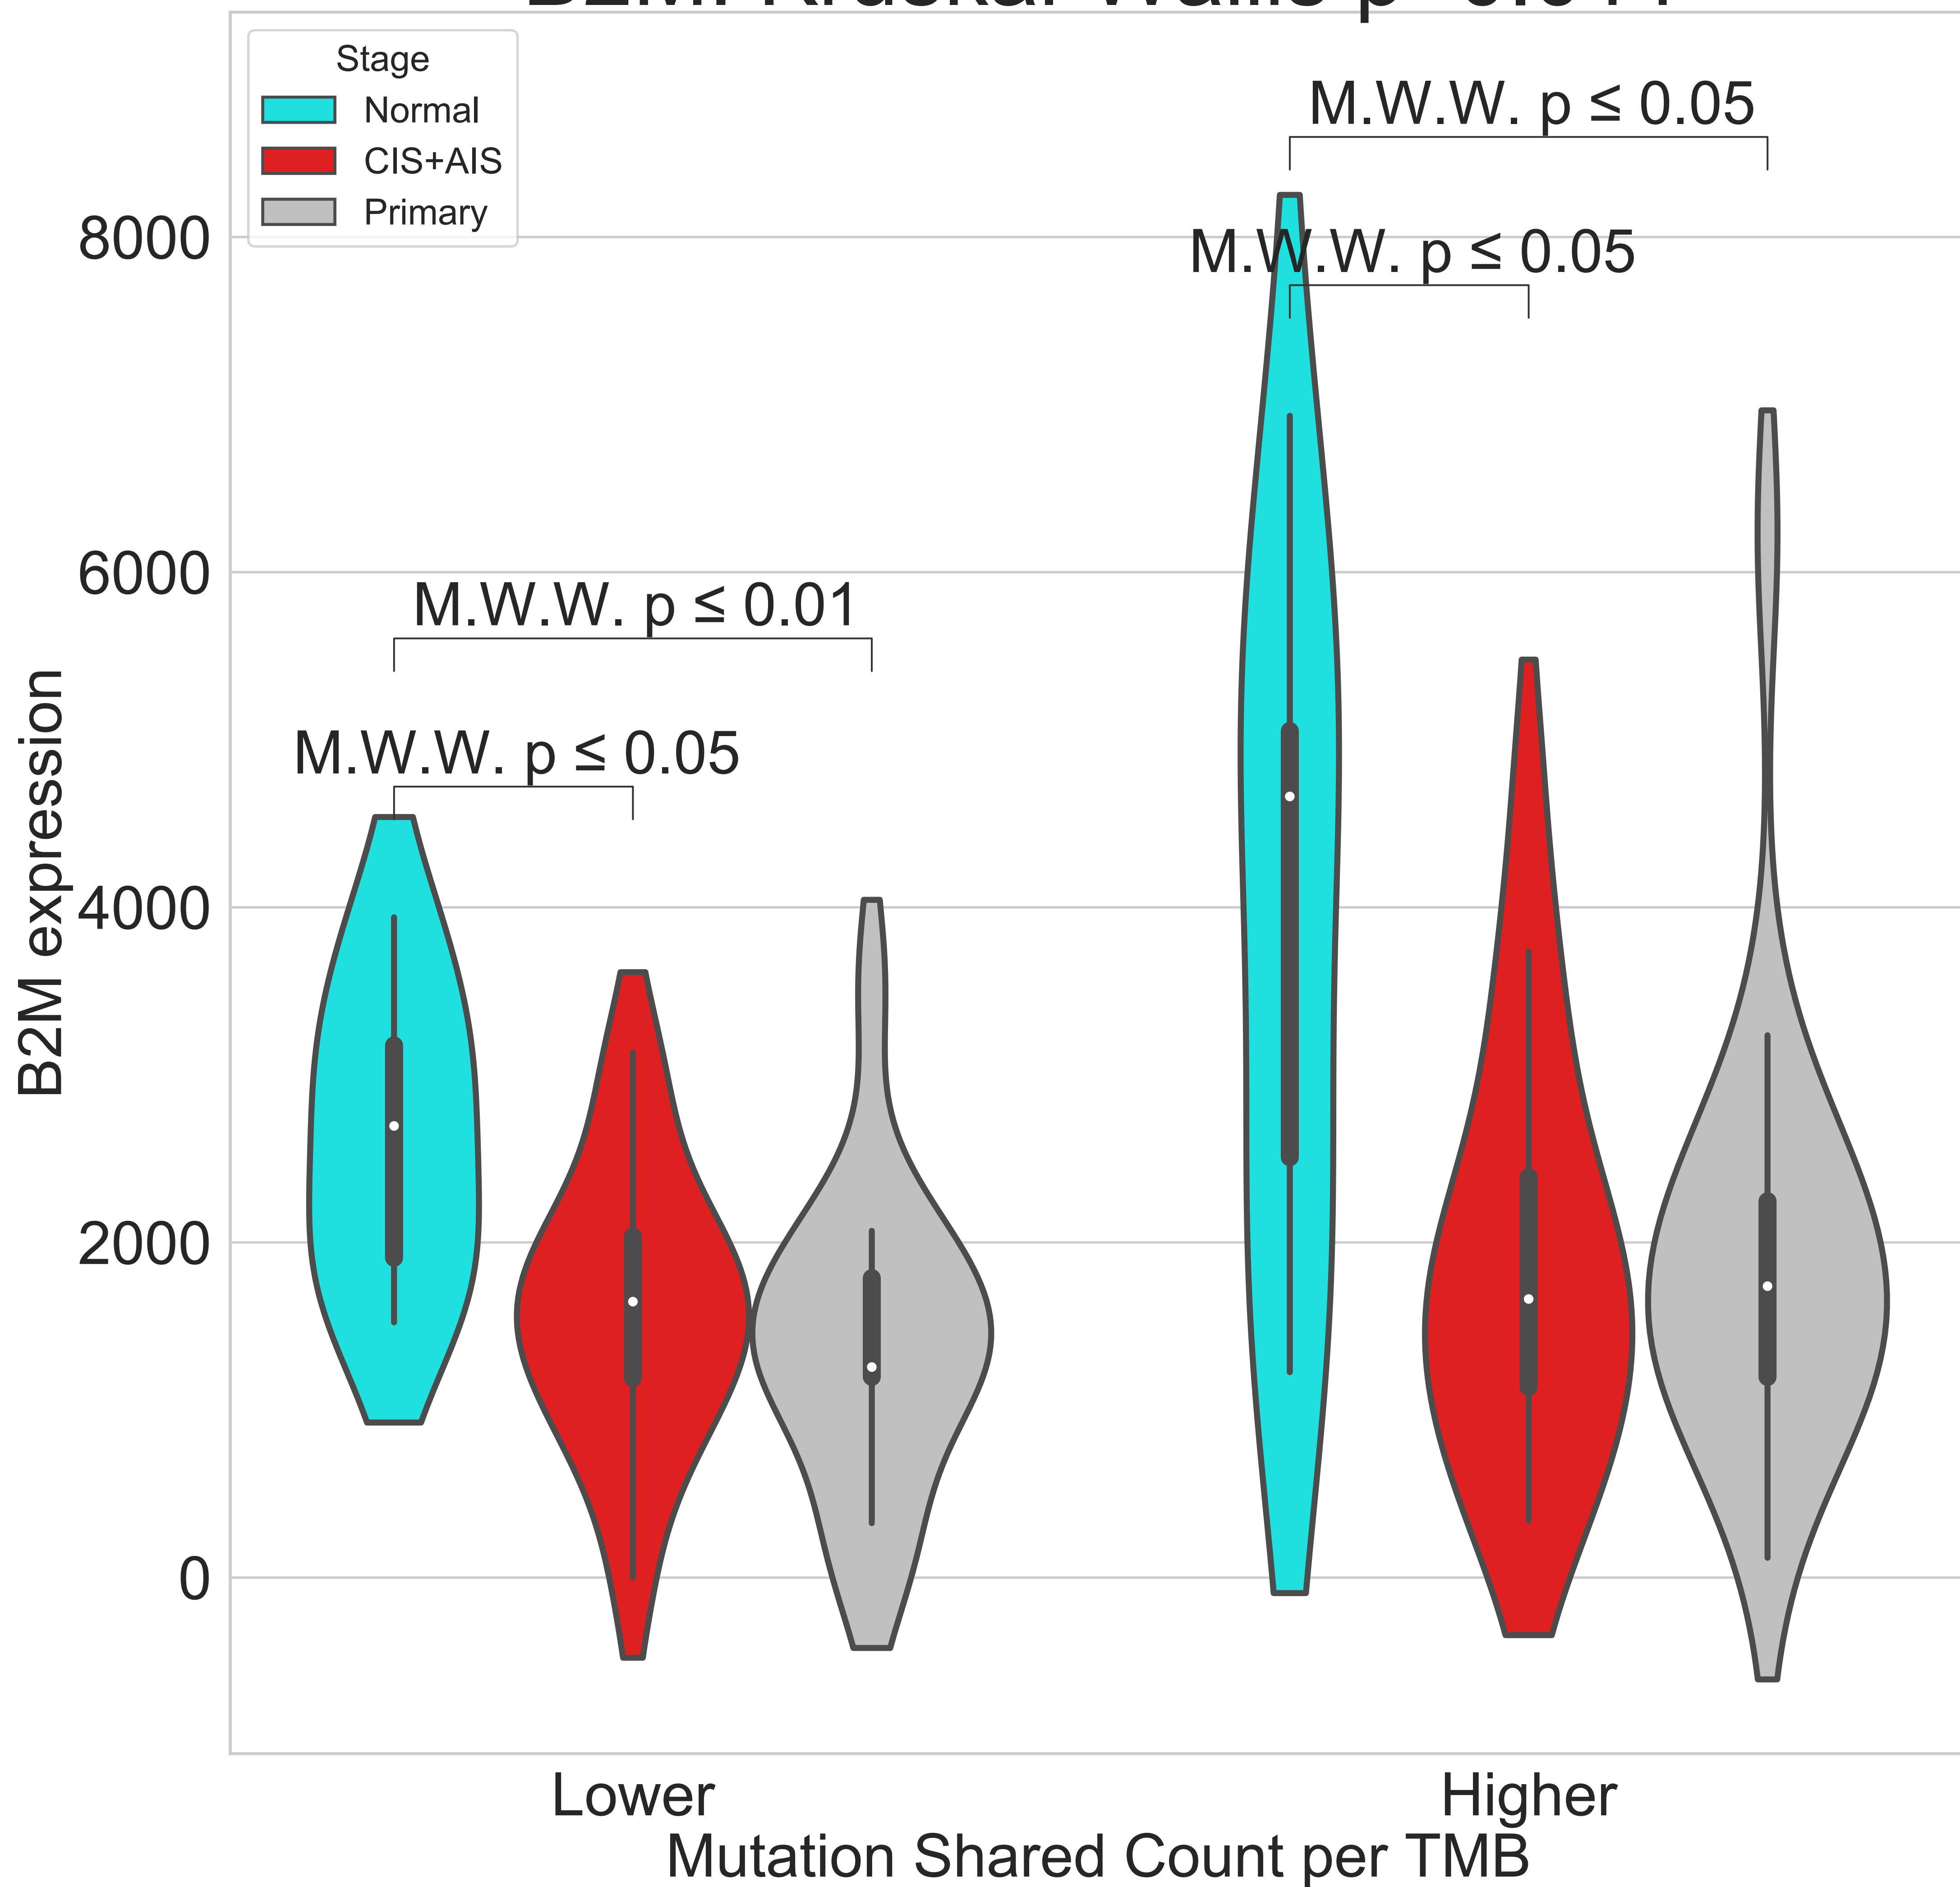 Stage
Normal
CIS+AIS
Primary
M.W.W. p ≤ 0.05
M.W.W. p ≤ 0.05
M.W.W. p ≤ 0.01
M.W.W. p ≤ 0.05
8000
6000
4000
2000
0
B2M expression
Lower
Higher
Mutation Shared Count per TMB